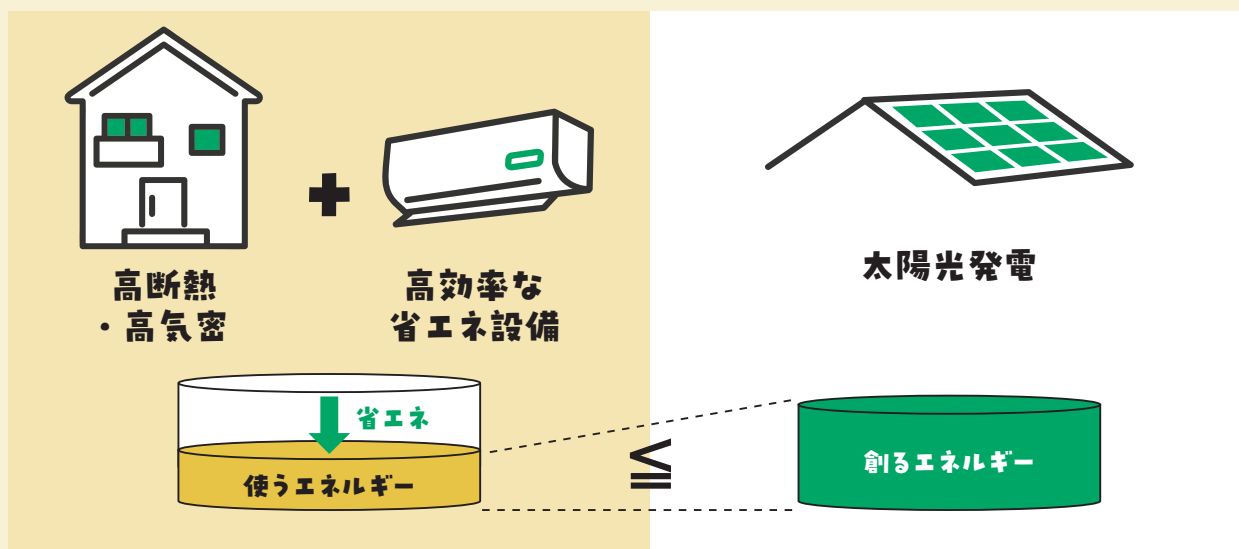 高断熱
・高気密
+
高効率な
省エネ設備
太陽光発電
省エネ
使うエネルギー
≦
創るエネルギー